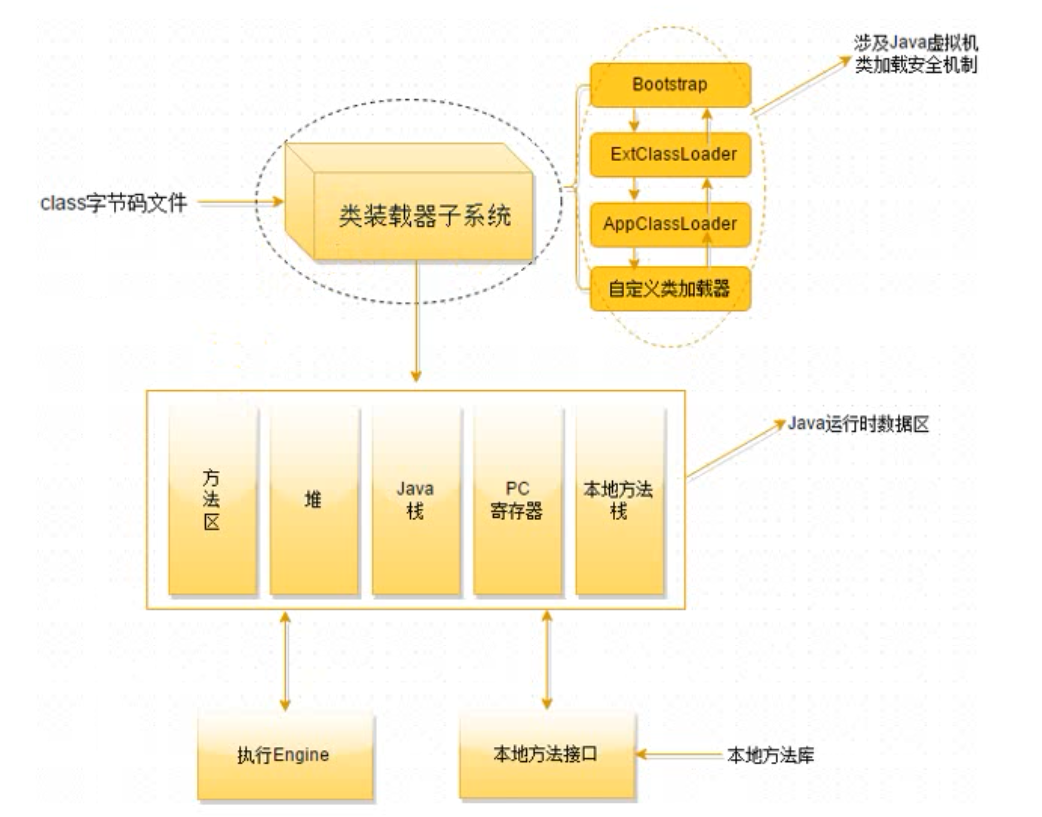 涉及Java虚拟机
类加载安全机制
Bootstrap
ExtClassLoader
AppClassLoader
自定义类加载器
class字节码文件
类装载器子系统
方
法
区
堆
Java
栈
PC
寄存器
本地方法
栈
Java运行时数据区
执行Engine
本地方法接口
本地方法库